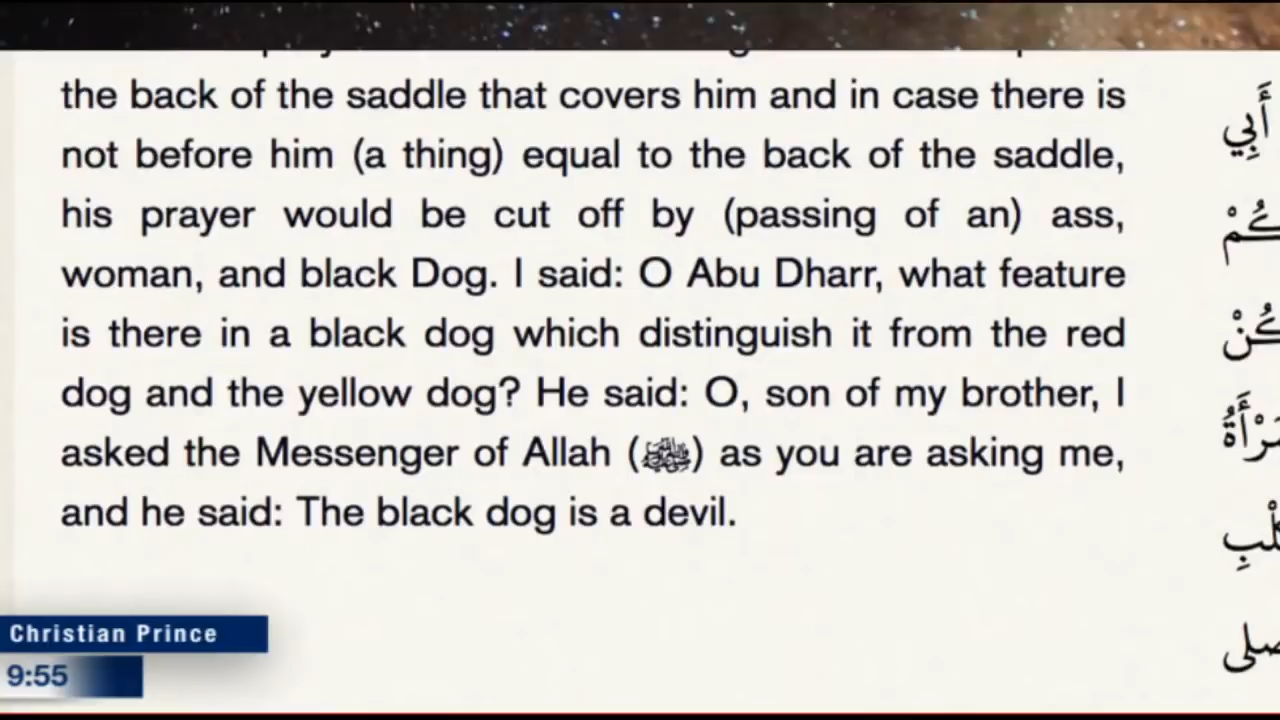 the back of the saddle that covers him and in case there is
not before him (a thing) equal to the back of the saddle,
his prayer would be cut off by (passing of an) ass,
woman, and black Dog. I said: O Abu Dharr, what feature
is there in a black dog which distinguish it from the red
dog and the yellow dog? He said: O, son of my brother, I
asked the Messenger of Allah (ﷺ) as you are asking me,
and he said: The black dog is a devil.
أَبِي
Christian Prince
9:55